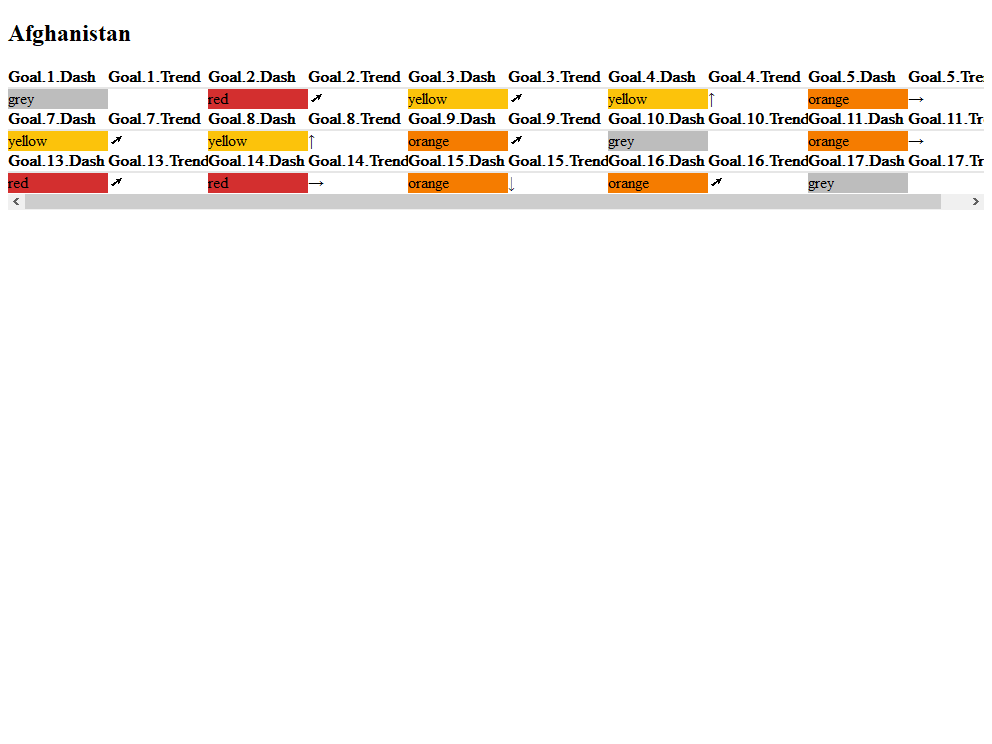 Afghanistan
Goal.1.Dash Goal.1.Trend Goal.2.Dash Goal.2.Trend Goal.3.Dash Goal.3.Trend Goal.4.Dash Goal.4.Trend Goal.5.Dash Goal.5.Tre
grey red ↗ yellow ↗ yellow ↑ orange →
Goal.7.Dash Goal.7.Trend Goal.8.Dash Goal.8.Trend Goal.9.Dash Goal.9.Trend Goal.10.Dash Goal.10.Trend Goal.11.Dash Goal.11.Tr
yellow ↗ yellow ↑ orange ↗ grey orange →
Goal.13.Dash Goal.13.Trend Goal.14.Dash Goal.14.Trend Goal.15.Dash Goal.15.Trend Goal.16.Dash Goal.16.Trend Goal.17.Dash Goal.17.T
red ↗ red → orange ↓ orange ↗ grey